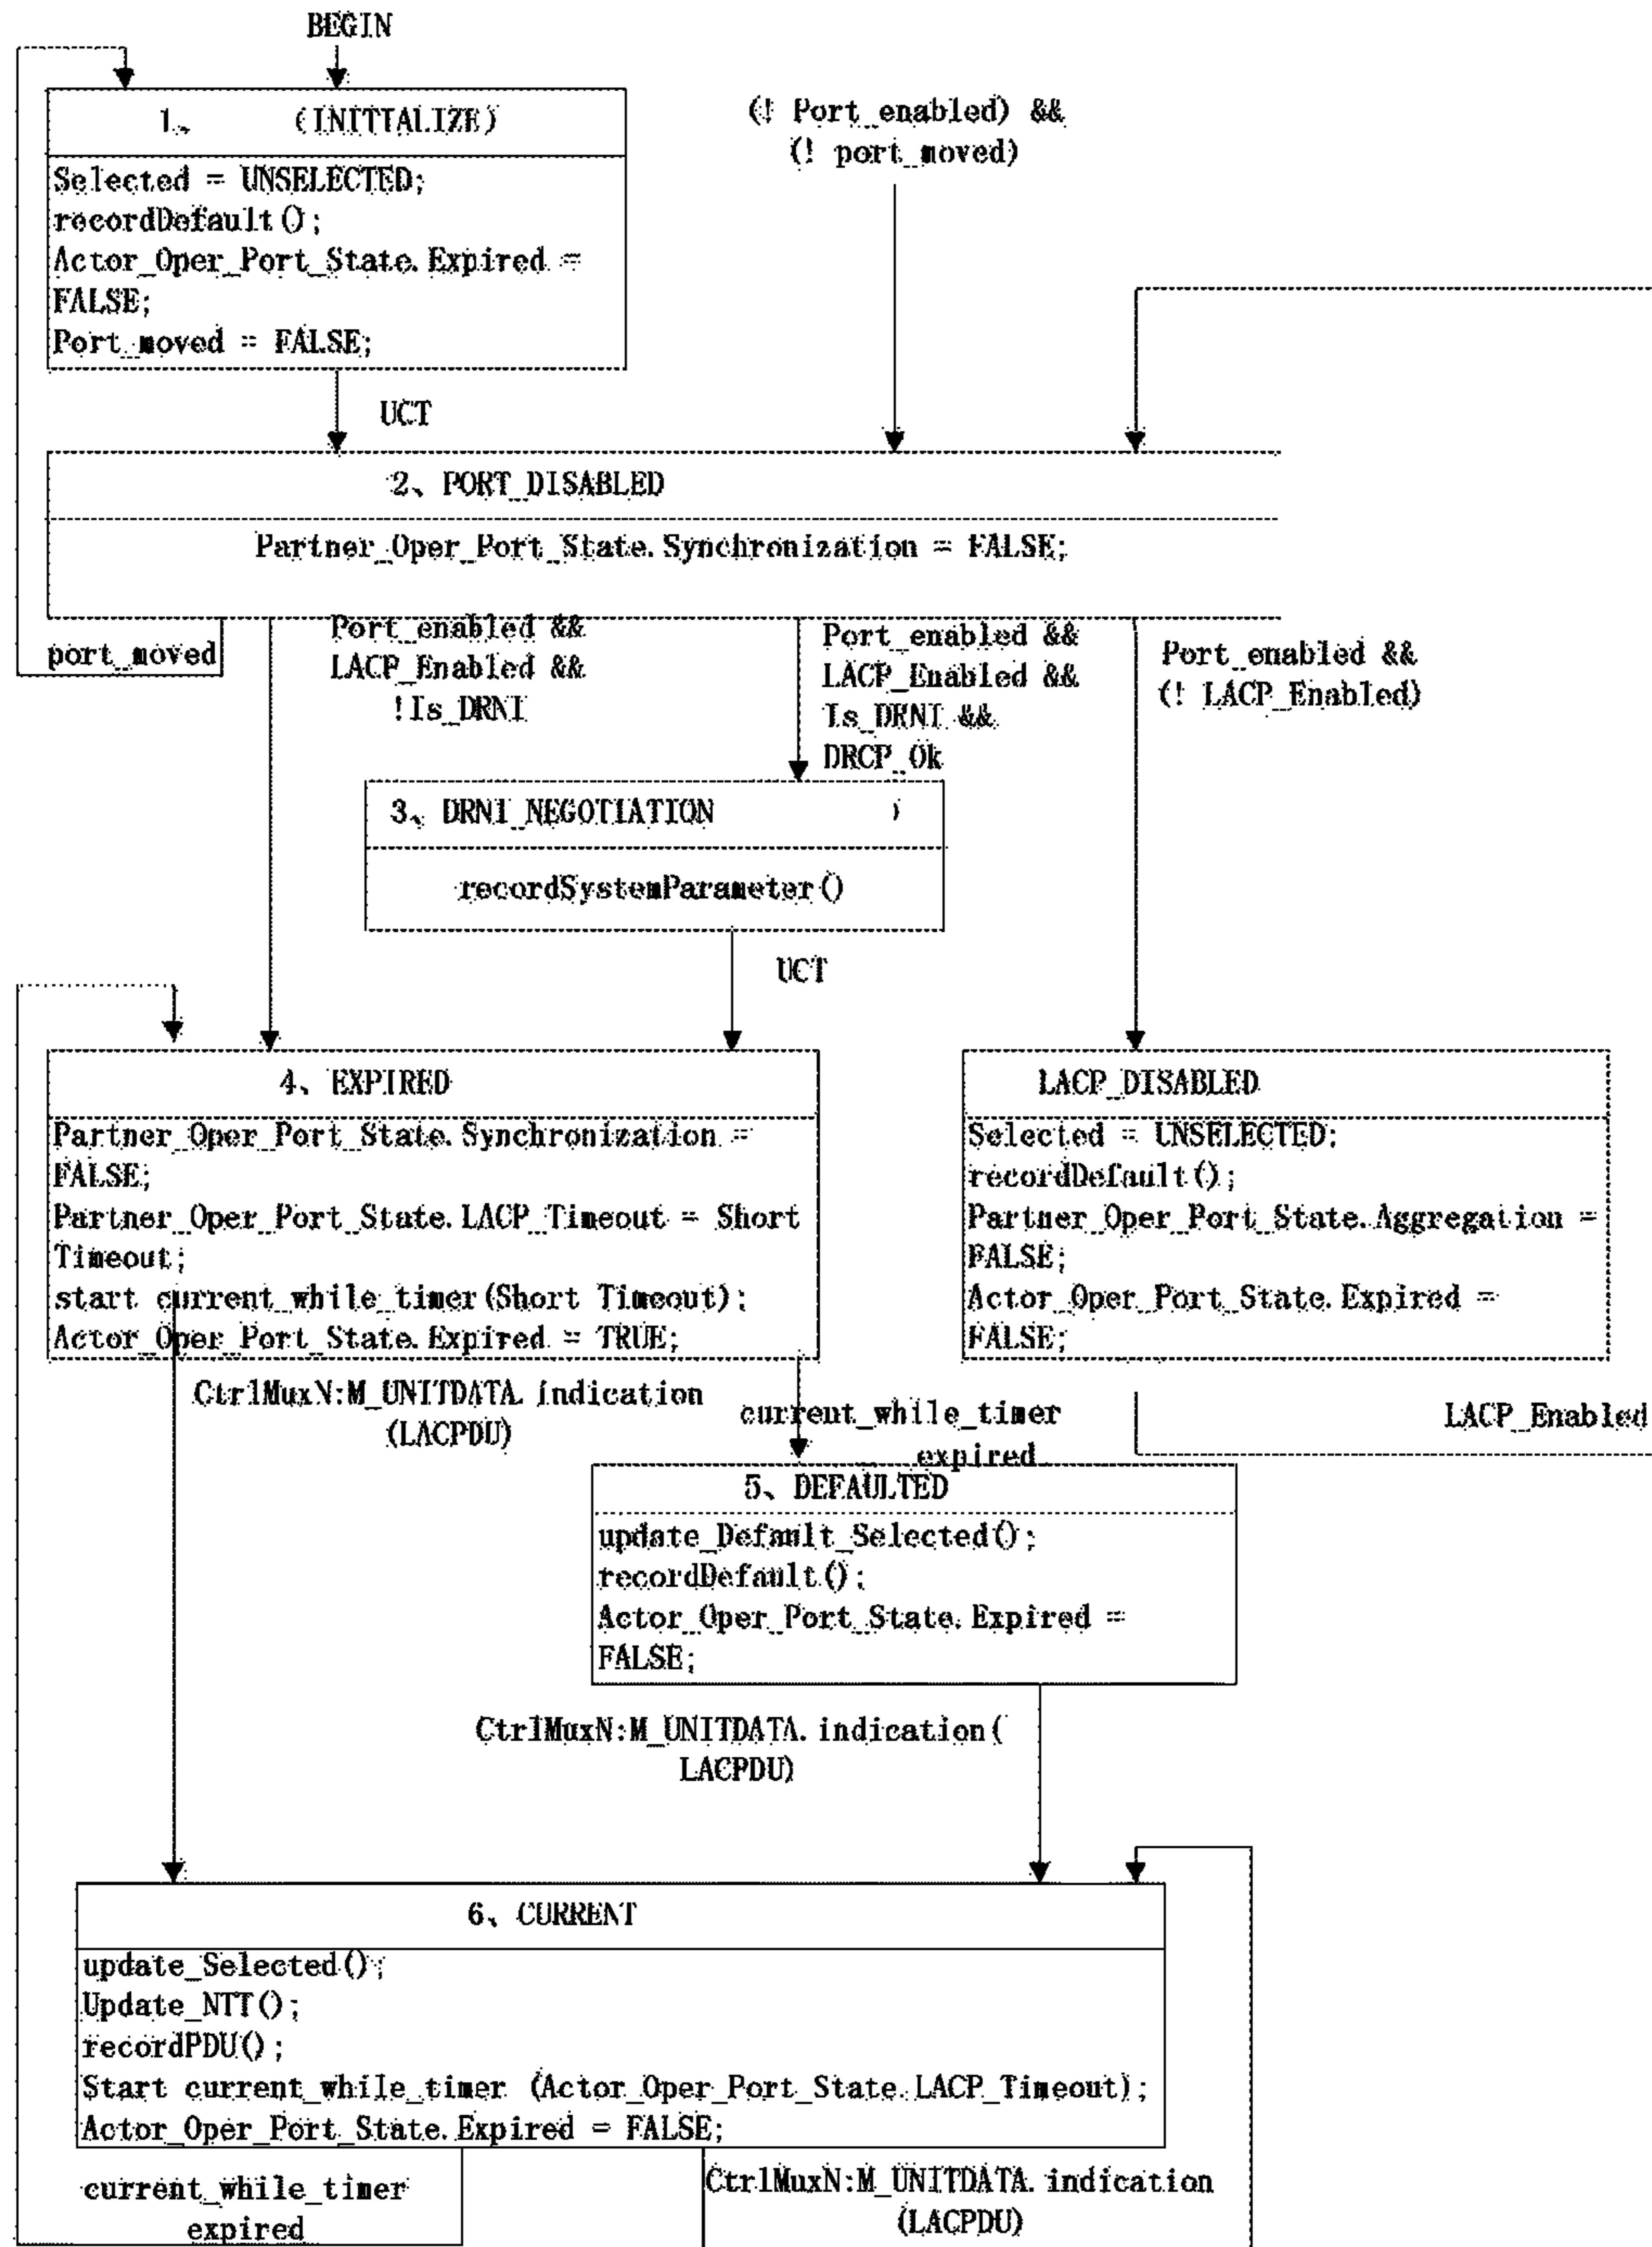 BEGIN
1、 (INITIALIZE)
Selected = UNSELECTED;
recordDefault();
Actor_Oper_Port_State.Expired =
FALSE;
Port_moved = FALSE;
(! Port_enabled) &&
(! port_moved)
UCT
2、PORT_DISABLED
Partner_Oper_Port_State.Synchronization = FALSE;
port_moved
Port_enabled &&
LACP_Enabled &&
!Is_DRNI
Port_enabled &&
LACP_Enabled &&
Is_DRNI &&
DRCP_Ok
Port_enabled &&
(! LACP_Enabled)
3、DRNI_NEGOTIATION )
recordSystemParameter()
UCT
4、EXPIRED
Partner_Oper_Port_State.Synchronization =
FALSE;
Partner_Oper_Port_State.LACP_Timeout = Short
Timeout;
start current_while_timer(Short Timeout);
Actor_Oper_Port_State.Expired = TRUE;
LACP_DISABLED
Selected = UNSELECTED;
recordDefault();
Partner_Oper_Port_State.Aggregation =
FALSE;
Actor_Oper_Port_State.Expired =
FALSE;
CtrlMuxN:M_UNITDATA.indication
(LACPDU)
current_while_timer
expired
LACP_Enabled
5、DEFAULTED
update_Default_Selected();
recordDefault();
Actor_Oper_Port_State.Expired =
FALSE;
CtrlMuxN:M_UNITDATA.indication(
LACPDU)
6、CURRENT
update_Selected();
Update_NTT();
recordPDU();
Start current_while_timer (Actor_Oper_Port_State.LACP_Timeout);
Actor_Oper_Port_State.Expired = FALSE;
current_while_timer
expired
CtrlMuxN:M_UNITDATA.indication
(LACPDU)